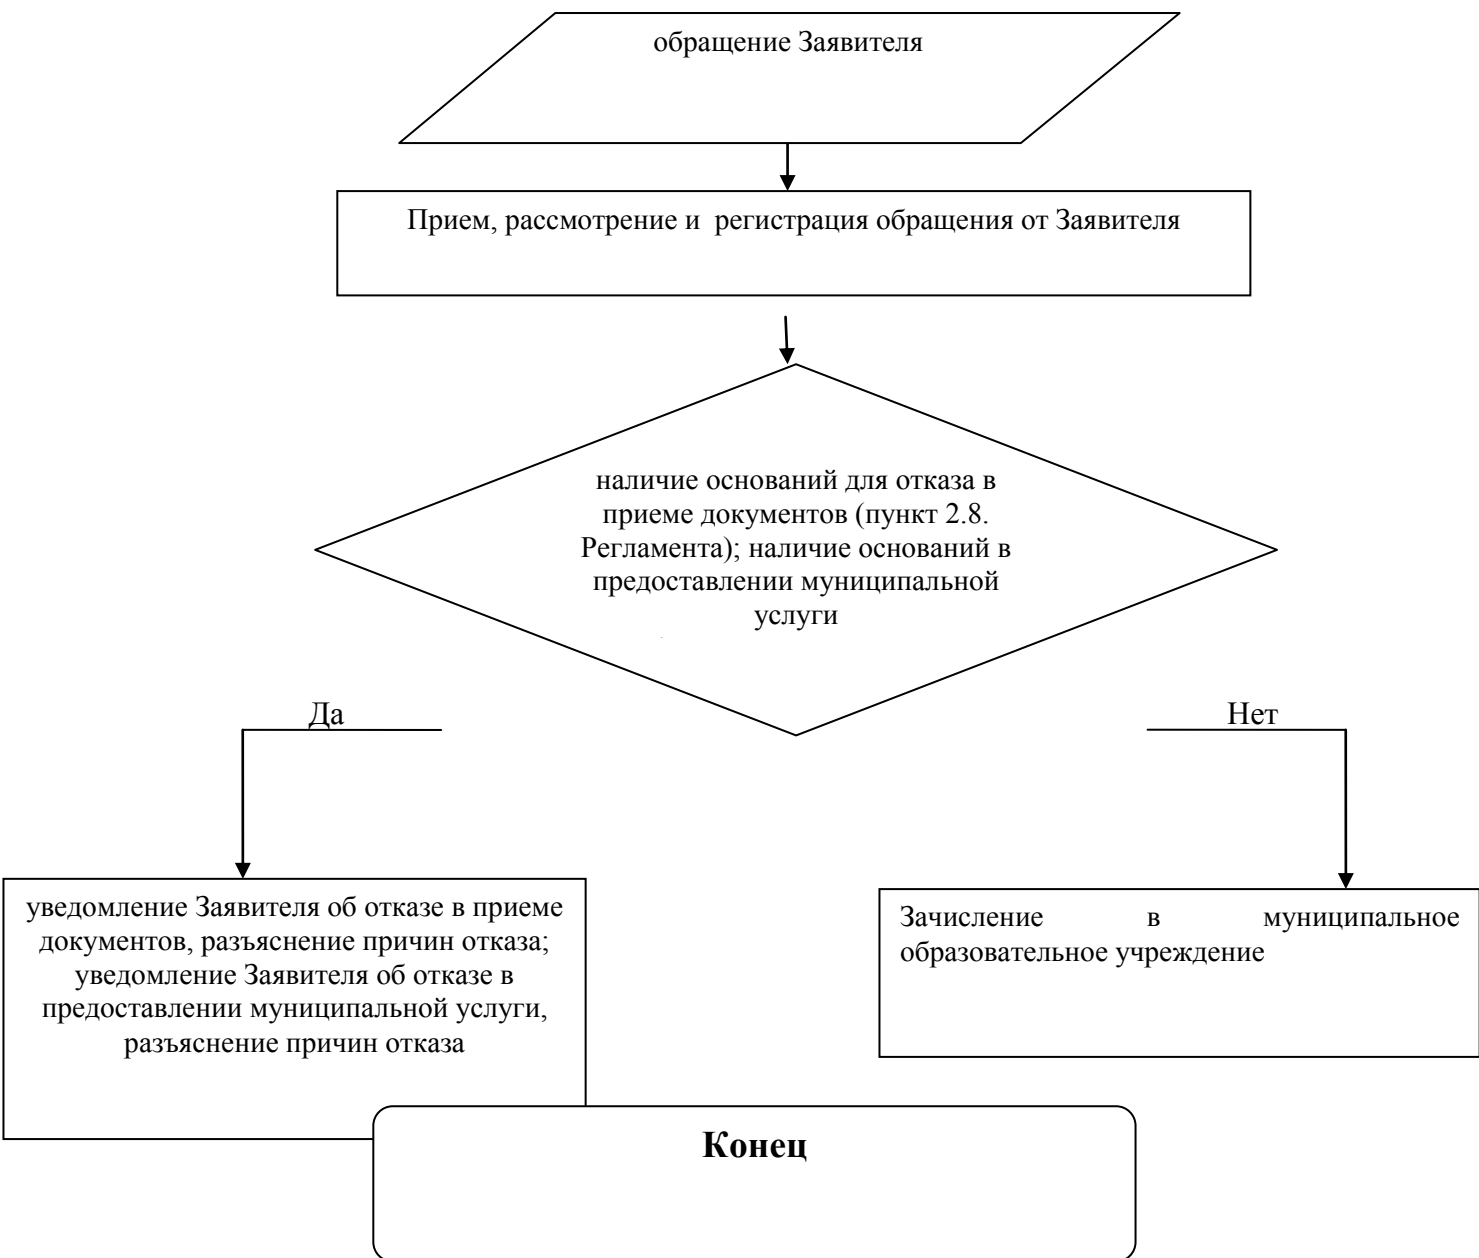 обращение Заявителя
Прием, рассмотрение и регистрация обращения от Заявителя
наличие оснований для отказа в
приеме документов (пункт 2.8.
Регламента); наличие оснований в
предоставлении муниципальной
услуги
Да
Нет
уведомление Заявителя об отказе в приеме
документов, разъяснение причин отказа;
уведомление Заявителя об отказе в
предоставлении муниципальной услуги,
разъяснение причин отказа
Зачисление в муниципальное
образовательное учреждение
Конец